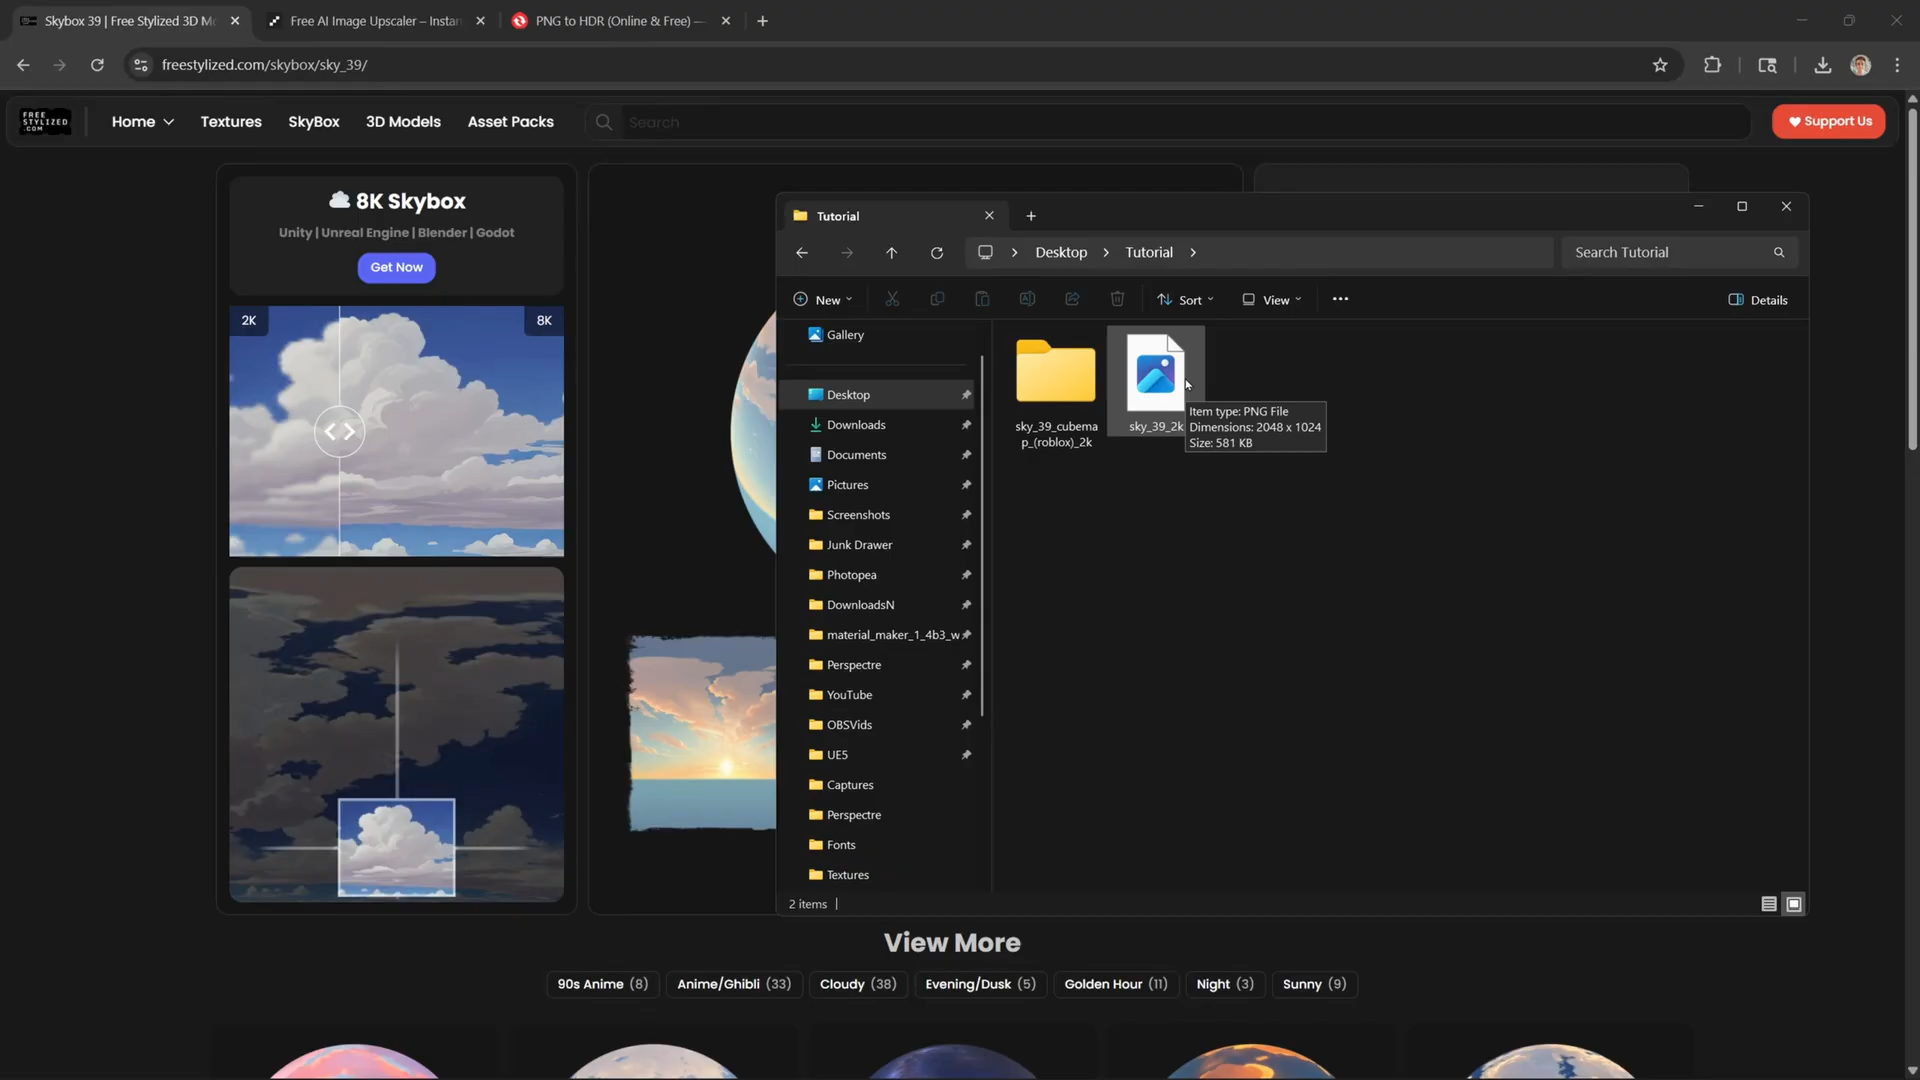 Skybox 39 | Free Stylized 3D M
Free AI Image Upscaler – Instan
PNG to HDR (Online & Free) —
freestylized.com/skybox/sky_39/
FREE
STYLIZED
.COM
Home
Textures
SkyBox
3D Models
Asset Packs
Search
Support Us
8K Skybox
Unity | Unreal Engine | Blender | Godot
Get Now
2K
8K
Tutorial
Desktop
Tutorial
Search Tutorial
New
Sort
View
Details
Gallery
Desktop
Downloads
Documents
Pictures
Screenshots
Junk Drawer
Photopea
DownloadsN
material_maker_1_4b3_w
Perspectre
YouTube
OBSVids
UE5
Captures
Perspectre
Fonts
Textures
sky_39_cubema
p_(roblox)_2k
sky_39_2k
Item type: PNG File
Dimensions: 2048 x 1024
Size: 581 KB
2 items
View More
90s Anime (8)
Anime/Ghibli (33)
Cloudy (38)
Evening/Dusk (5)
Golden Hour (11)
Night (3)
Sunny (9)